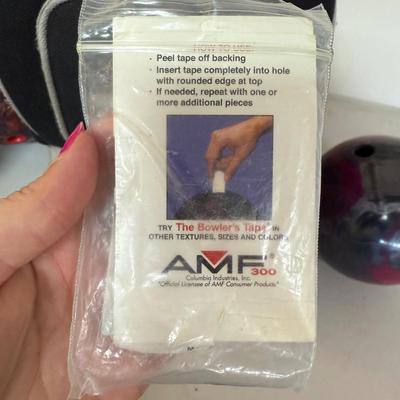 HOW TO USE:
• Peel tape off backing
• Insert tape completely into hole
with rounded edge at top
• If needed, repeat with one or
more additional pieces
TRY The Bowler's Tape IN
OTHER TEXTURES, SIZES AND COLORS
AMF 300
Columbia Industries, Inc.
"Official Licensee of AMF Consumer Products"